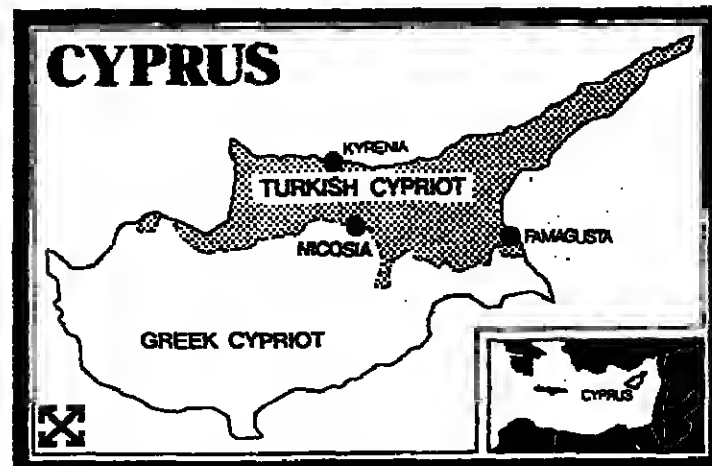 CYPRUS
KYRENIA
TURKISH CYPRIOT
NICOSIA
FAMAGUSTA
GREEK CYPRIOT
CYPRUS